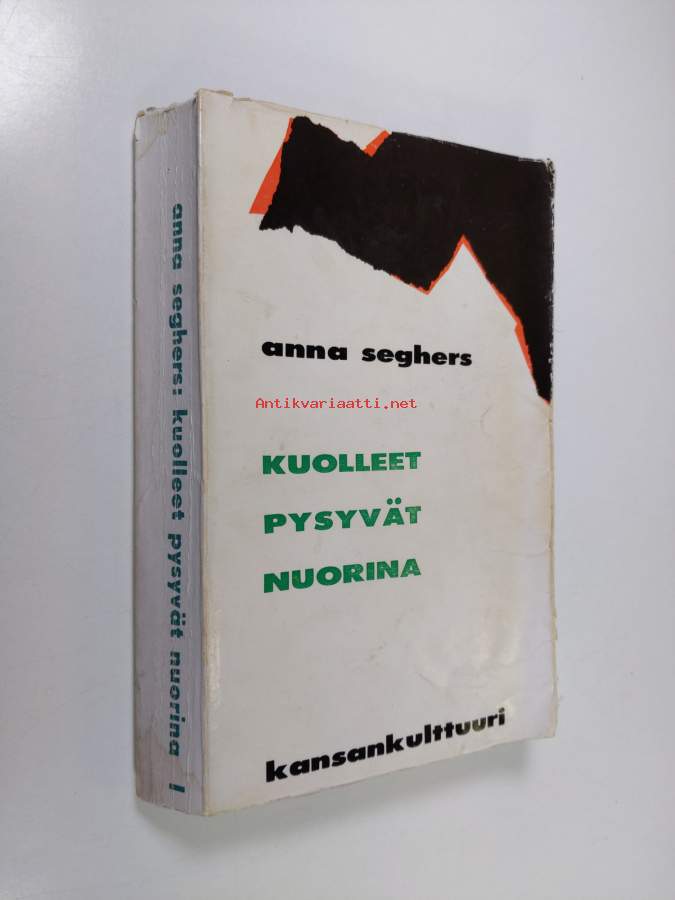 anna seghers
Antikvariaatti.net
KUOLLEET
PYSYVÄT
NUORINA
kansankulttuuri
anna seghers: kuolleet pysyvät nuorina I